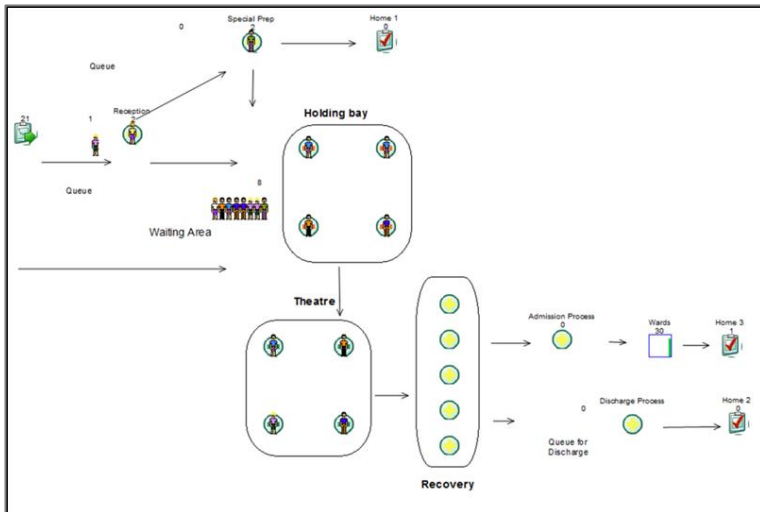 Special Prep
2
0
Home 1
0
Queue
21
1
Reception
2
Holding bay
Queue
8
Waiting Area
Theatre
Admission Process
0
Wards
30
Home 3
1
0
Discharge Process
Home 2
0
Queue for
Discharge
Recovery